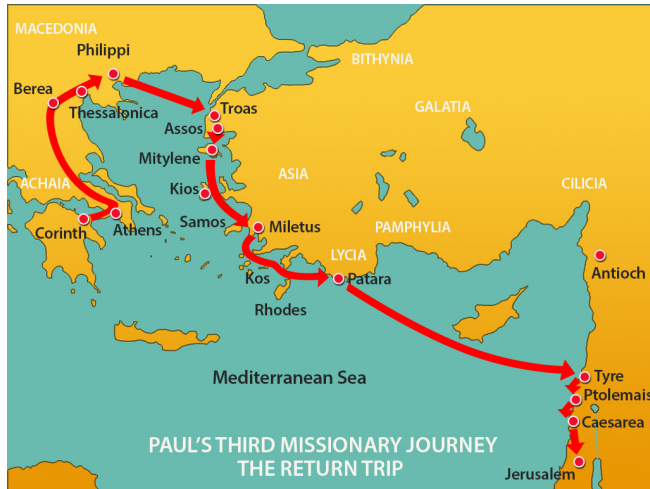 MACEDONIA
Philippi
BITHYNIA
Berea
Thessalonica
Troas
GALATIA
Assos
Mitylene
ASIA
ACHAIA
Kios
CILICIA
Samos
Miletus
Corinth
Athens
PAMPHYLIA
LYCIA
Antioch
Kos
Patara
Rhodes
Mediterranean Sea
Tyre
Ptolemais
Caesarea
PAUL'S THIRD MISSIONARY JOURNEY
THE RETURN TRIP
Jerusalem